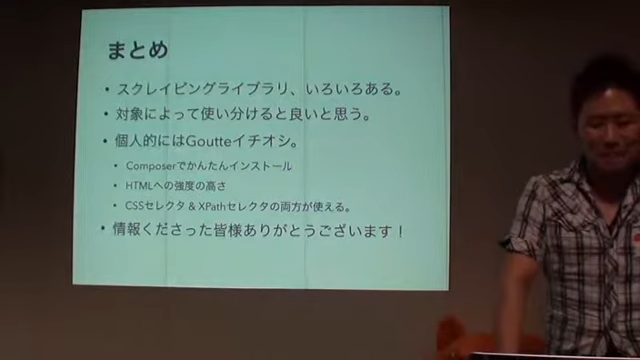 まとめ
・スクレイピングライブラリ、いろいろある。
・対象によって使い分けると良いと思う。
・個人的にはGoutteイチオシ。
・Composerでかんたんインストール
・HTMLへの強度の高さ
・CSSセレクタ & XPathセレクタの両方が使える。
・情報くださった皆様ありがとうございます！